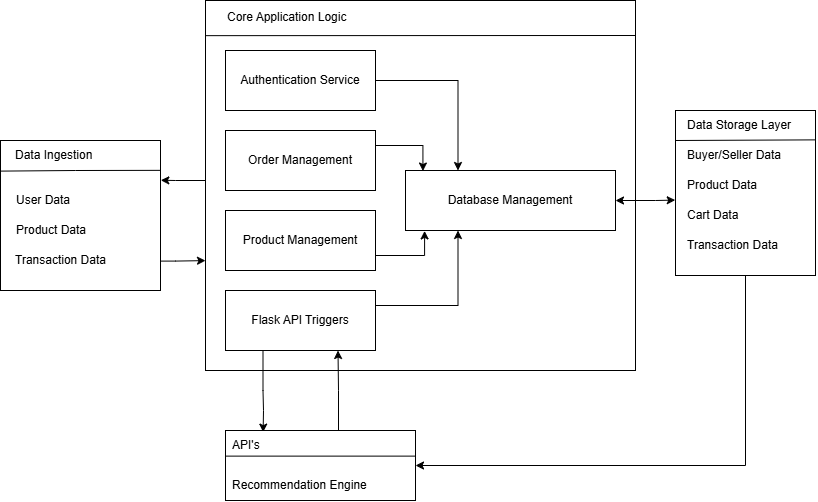 Core Application Logic
Authentication Service
Order Management
Product Management
Flask API Triggers
Database Management
Data Ingestion
User Data
Product Data
Transaction Data
Data Storage Layer
Buyer/Seller Data
Product Data
Cart Data
Transaction Data
API's
Recommendation Engine